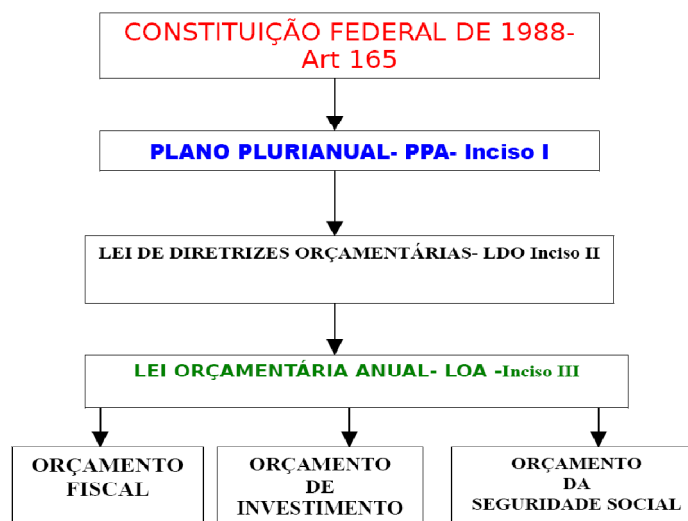 CONSTITUIÇÃO FEDERAL DE 1988-
Art 165
PLANO PLURIANUAL- PPA- Inciso I
LEI DE DIRETRIZES ORÇAMENTÁRIAS- LDO Inciso II
LEI ORÇAMENTÁRIA ANUAL- LOA -Inciso III
ORÇAMENTO
FISCAL
ORÇAMENTO
DE
INVESTIMENTO
ORÇAMENTO
DA
SEGURIDADE SOCIAL